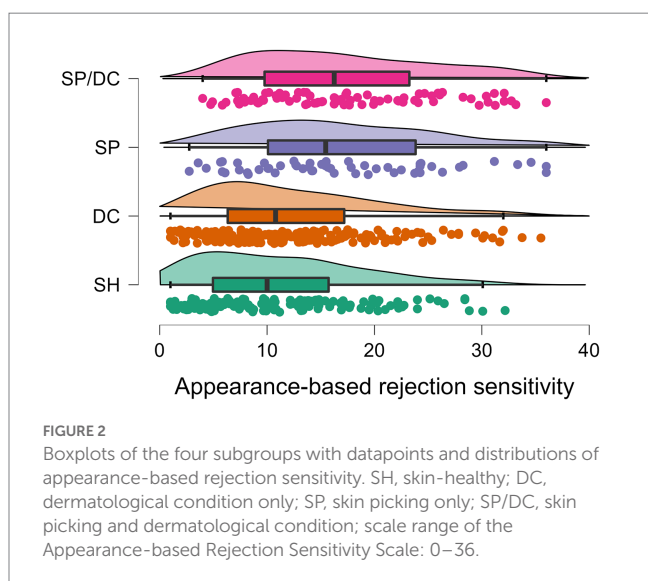 SP/DC
SP
DC
SH
0 10 20 30 40
Appearance-based rejection sensitivity
FIGURE 2
Boxplots of the four subgroups with datapoints and distributions of
appearance-based rejection sensitivity. SH, skin-healthy; DC,
dermatological condition only; SP, skin picking only; SP/DC, skin
picking and dermatological condition; scale range of the
Appearance-based Rejection Sensitivity Scale: 0–36.